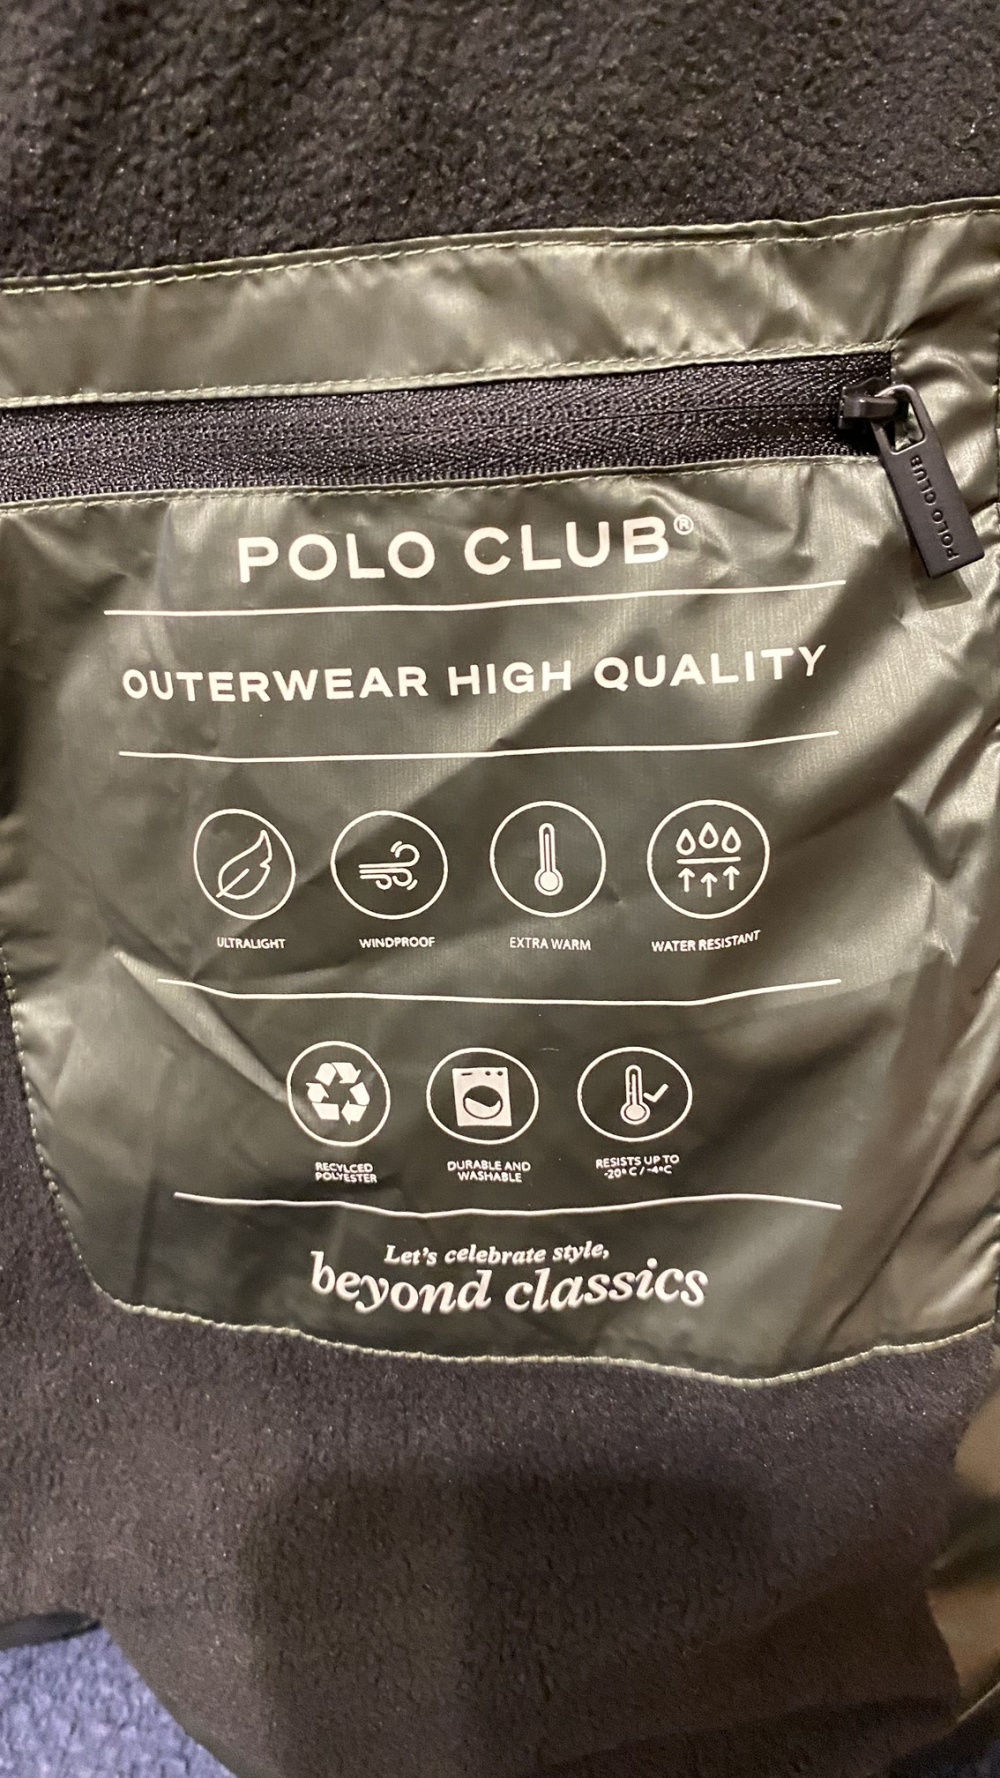 POLO CLUB
POLO CLUB®
OUTERWEAR HIGH QUALITY
ULTRALIGHT
WINDPROOF
EXTRA WARM
WATER RESISTANT
RECYLCED
POLYESTER
DURABLE AND
WASHABLE
RESISTS UP TO
-20°C / -4°C
Let's celebrate style,
beyond classics